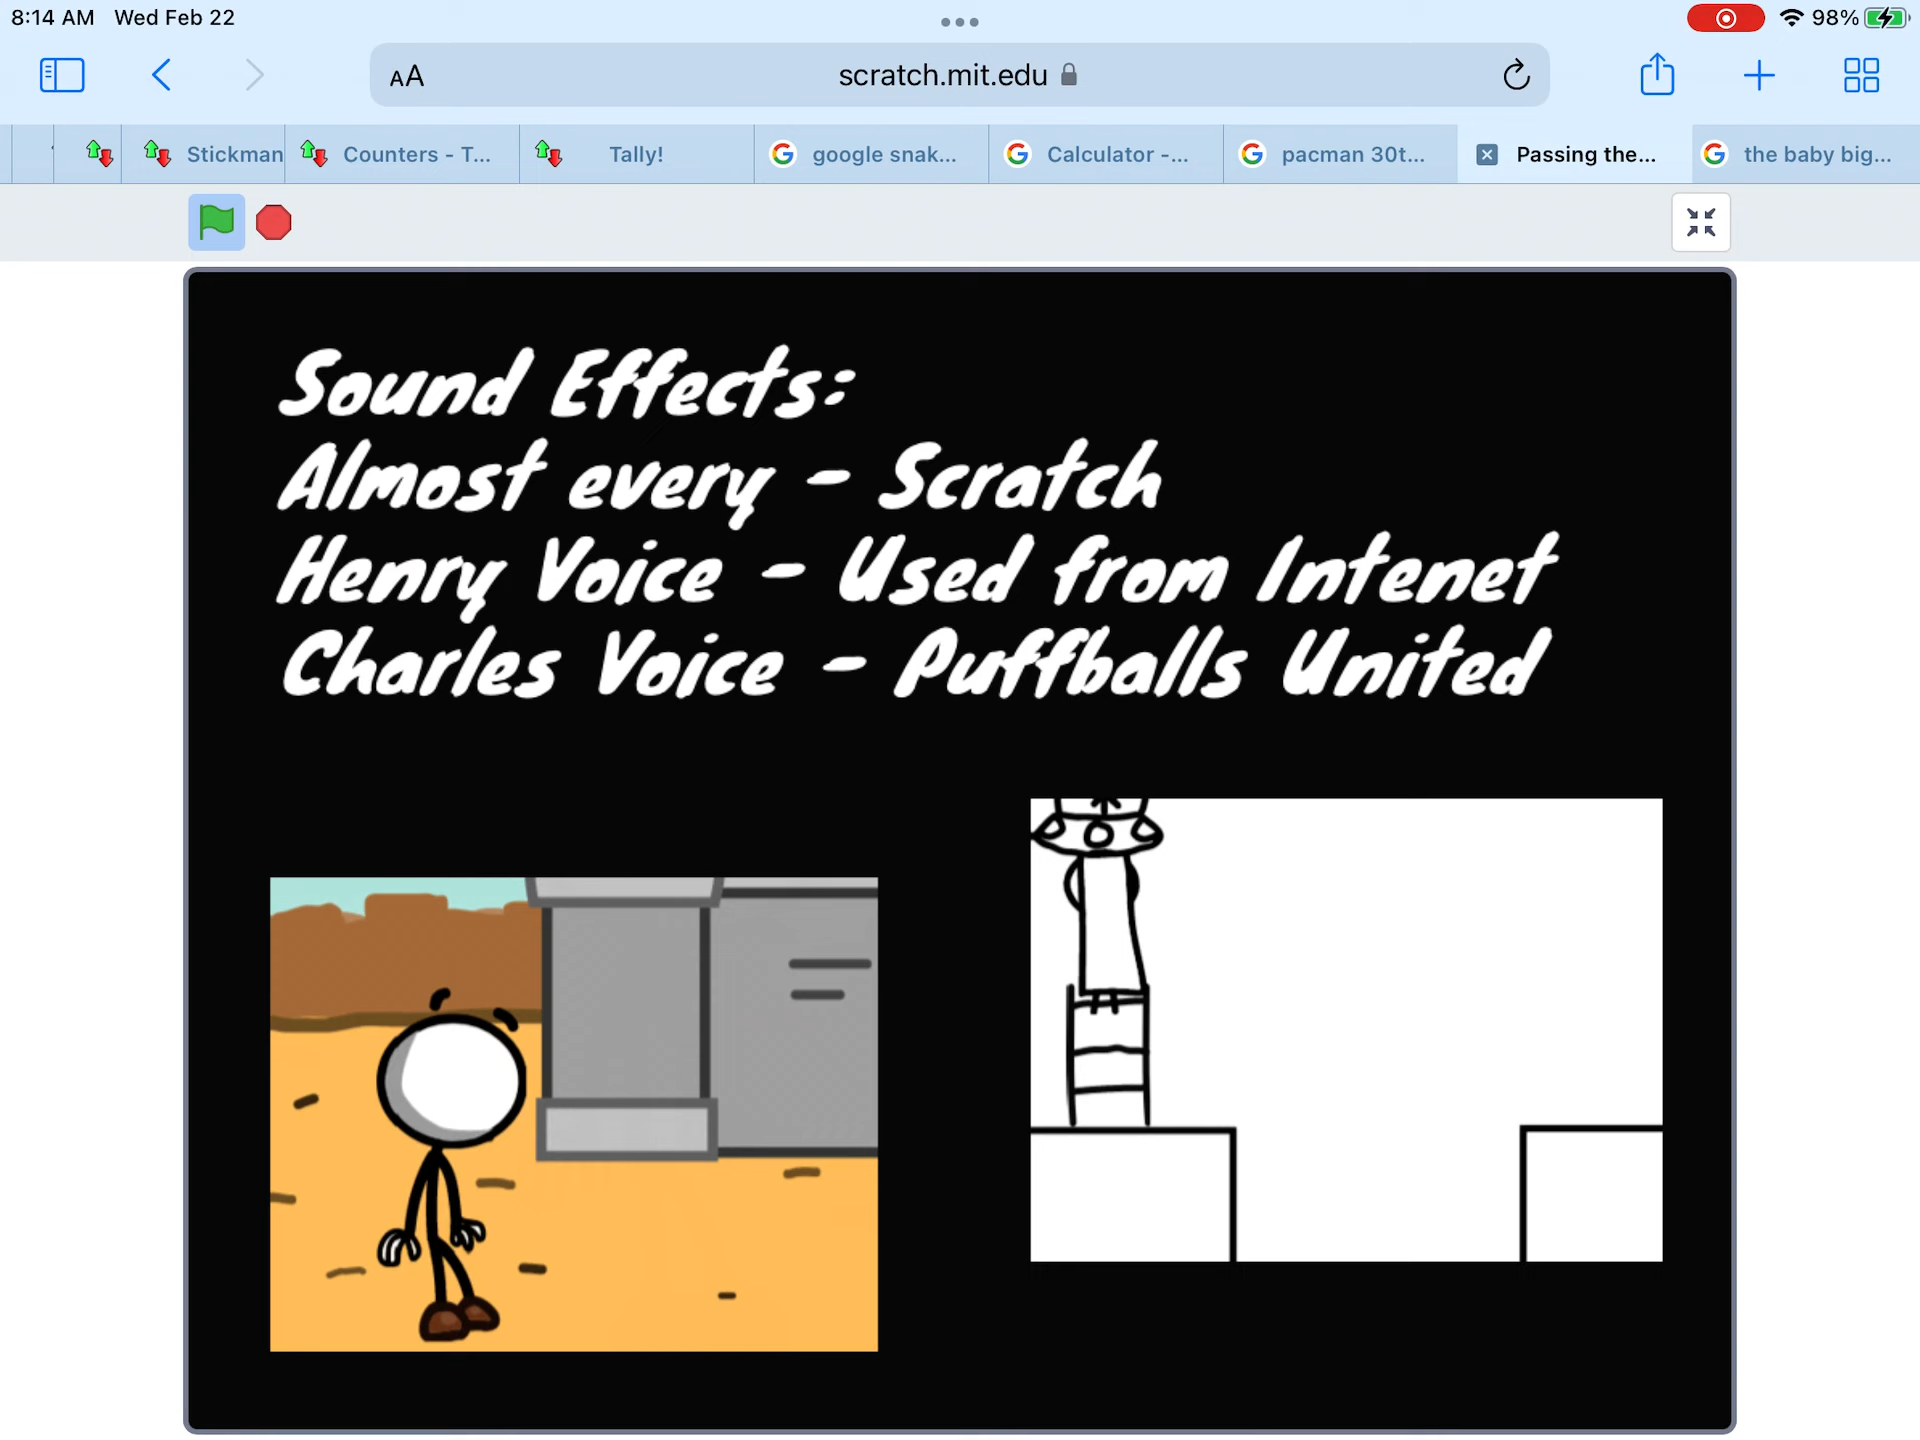 8:14 AM Wed Feb 22
98%
AA
scratch.mit.edu
Stickman
Counters - T...
Tally!
google snak...
Calculator -...
pacman 30t...
Passing the...
the baby big...
Sound Effects:
Almost every - Scratch
Henry Voice - Used from Intenet
Charles Voice - Puffballs United